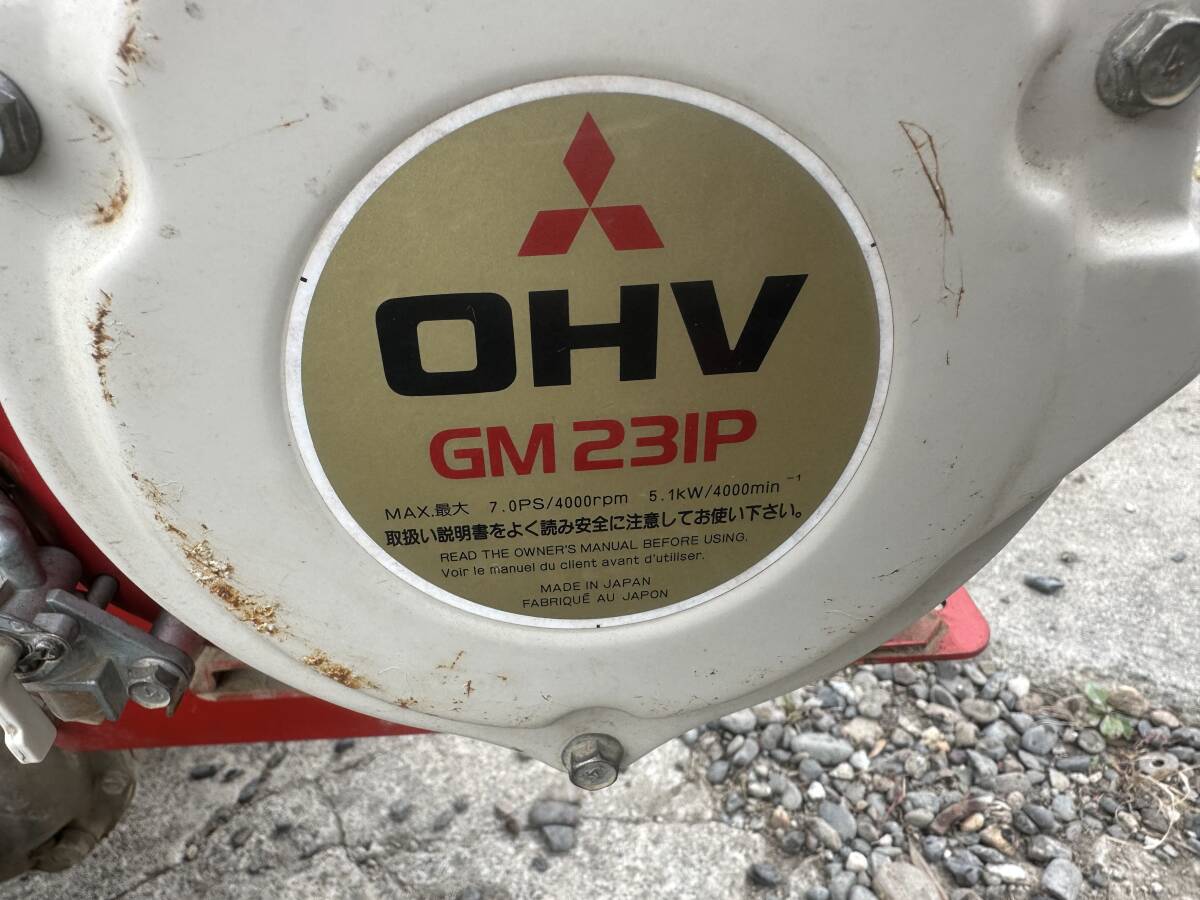 OHV
GM231P
MAX.最大 7.0PS/4000rpm 5.1kW/4000min⁻¹
取扱い説明書をよく読み安全に注意してお使い下さい。
READ THE OWNER'S MANUAL BEFORE USING.
Voir le manuel du client avant d'utiliser.
MADE IN JAPAN
FABRIQUÉ AU JAPON